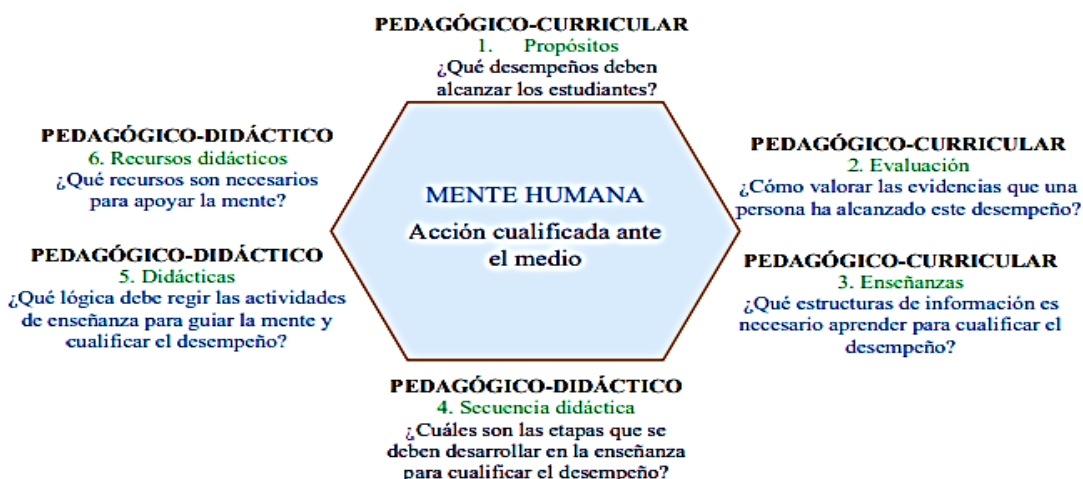 PEDAGÓGICO-CURRICULAR
1. Propósitos
¿Qué desempeños deben
alcanzar los estudiantes?
PEDAGÓGICO-CURRICULAR
2. Evaluación
¿Cómo valorar las evidencias que una
persona ha alcanzado este desempeño?
PEDAGÓGICO-CURRICULAR
3. Enseñanzas
¿Qué estructuras de información es
necesario aprender para cualificar el
desempeño?
PEDAGÓGICO-DIDÁCTICO
4. Secuencia didáctica
¿Cuáles son las etapas que se
deben desarrollar en la enseñanza
para cualificar el desempeño?
PEDAGÓGICO-DIDÁCTICO
5. Didácticas
¿Qué lógica debe regir las actividades
de enseñanza para guiar la mente y
cualificar el desempeño?
PEDAGÓGICO-DIDÁCTICO
6. Recursos didácticos
¿Qué recursos son necesarios
para apoyar la mente?
MENTE HUMANA
Acción cualificada ante
el medio